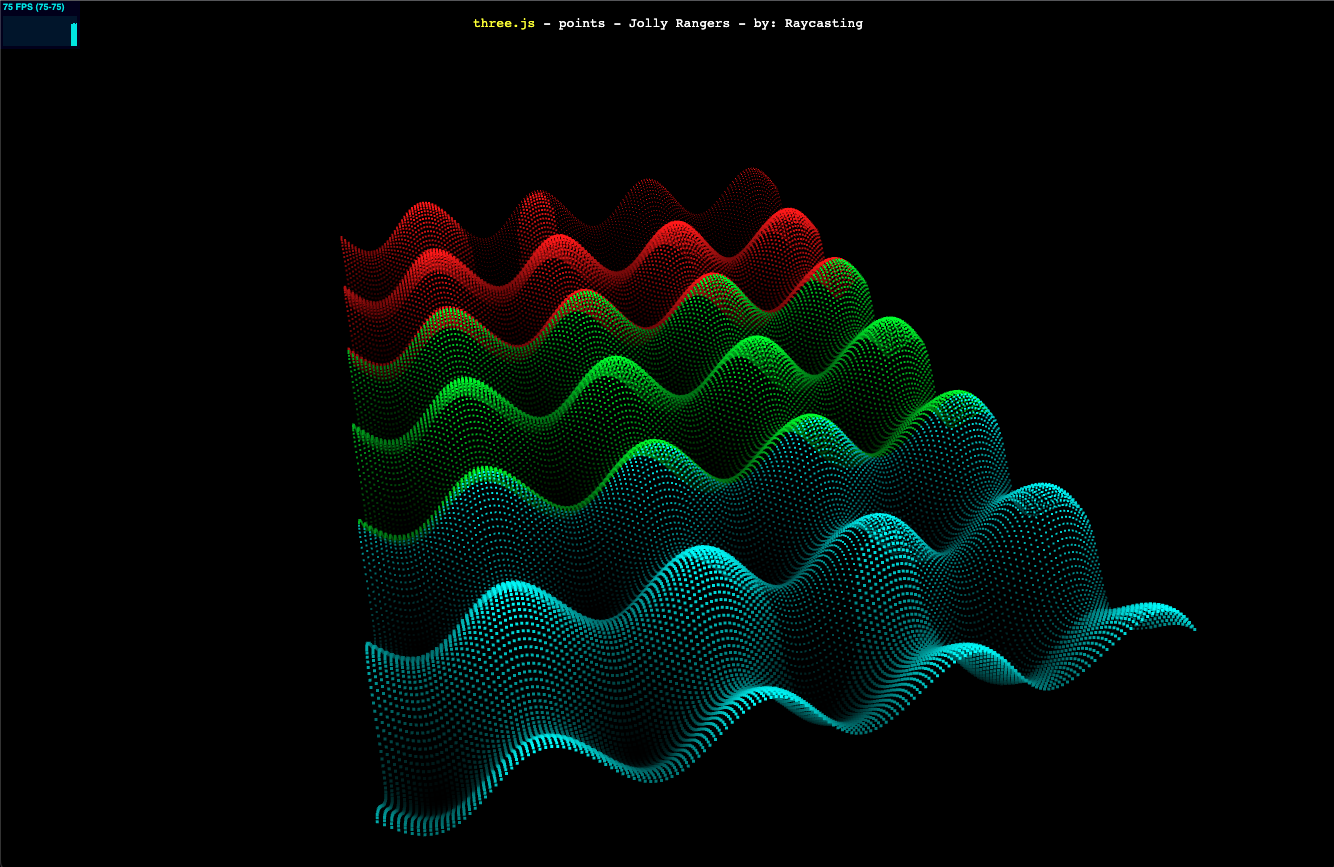 75 FPS (75-75)
three.js - points - Jolly Rangers - by: Raycasting